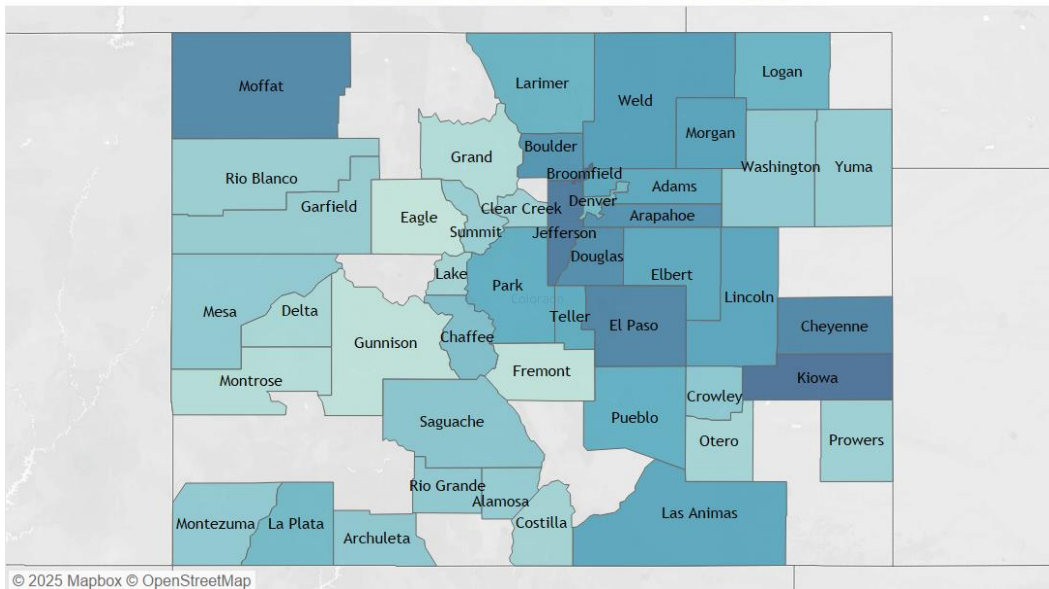 Moffat
Larimer
Logan
Weld
Morgan
Boulder
Grand
Washington
Yuma
Broomfield
Rio Blanco
Adams
Denver
Garfield
Clear Creek
Eagle
Arapahoe
Summit
Jefferson
Douglas
Lake
Elbert
Park
Lincoln
Colorado
Mesa
Delta
Teller
El Paso
Cheyenne
Chaffee
Gunnison
Fremont
Kiowa
Montrose
Crowley
Pueblo
Saguache
Otero
Prowers
Rio Grande
Alamosa
Las Animas
Montezuma
La Plata
Costilla
Archuleta
© 2025 Mapbox © OpenStreetMap